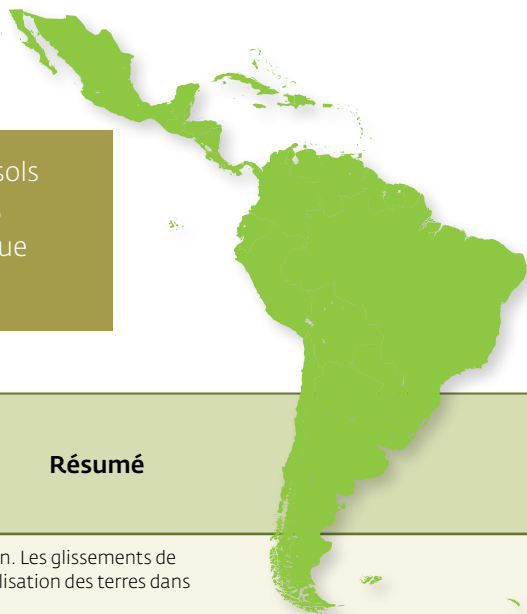 sols
ue
Résumé
n. Les glissements de
lisation des terres dans